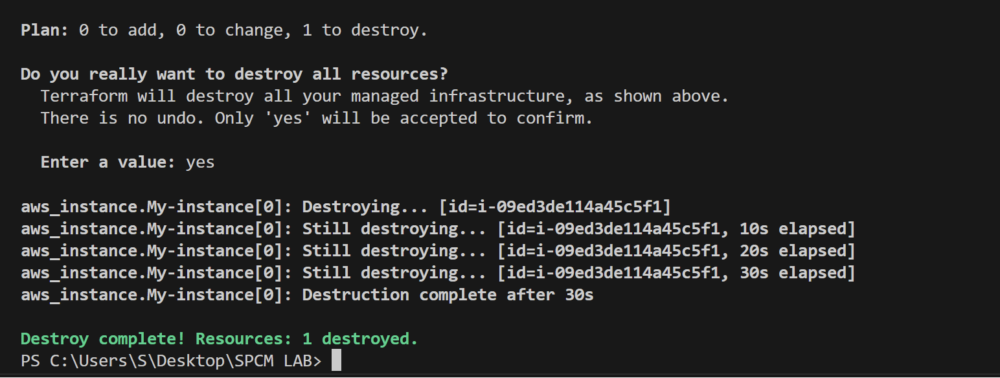 Plan: 0 to add, 0 to change, 1 to destroy.
Do you really want to destroy all resources?
Terraform will destroy all your managed infrastructure, as shown above.
There is no undo. Only 'yes' will be accepted to confirm.
Enter a value: yes
aws_instance.My-instance[0]: Destroying... [id=i-09ed3de114a45c5f1]
aws_instance.My-instance[0]: Still destroying... [id=i-09ed3de114a45c5f1, 10s elapsed]
aws_instance.My-instance[0]: Still destroying... [id=i-09ed3de114a45c5f1, 20s elapsed]
aws_instance.My-instance[0]: Still destroying... [id=i-09ed3de114a45c5f1, 30s elapsed]
aws_instance.My-instance[0]: Destruction complete after 30s
Destroy complete! Resources: 1 destroyed.
PS C:\Users\S\Desktop\SPCM LAB>